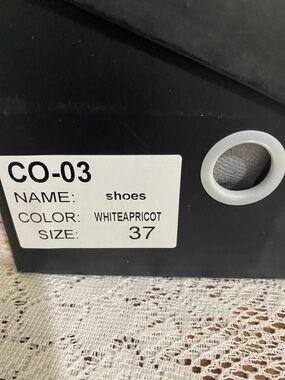 CO-03
NAME: shoes
COLOR: WHITEAPRICOT
SIZE: 37